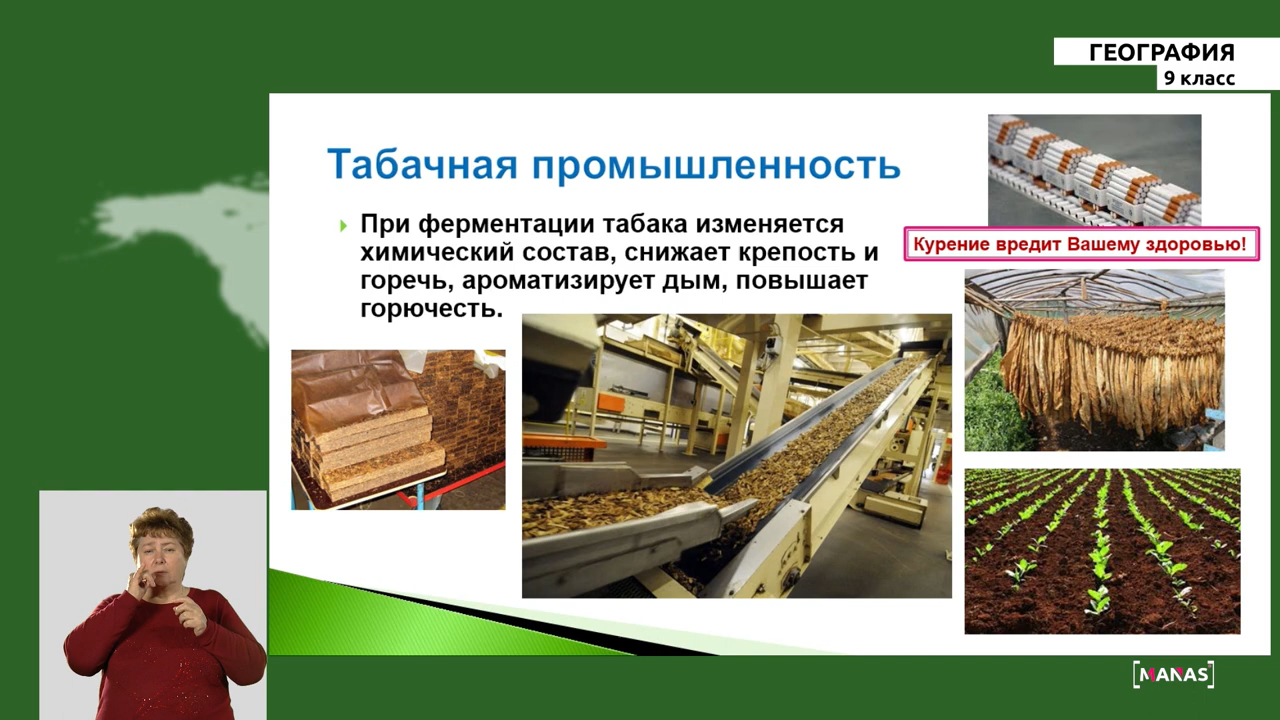 ГЕОГРАФИЯ
9 класс
Табачная промышленность
При ферментации табака изменяется
химический состав, снижает крепость и
горечь, ароматизирует дым, повышает
горючесть.
Курение вредит Вашему здоровью!
[MANAS]